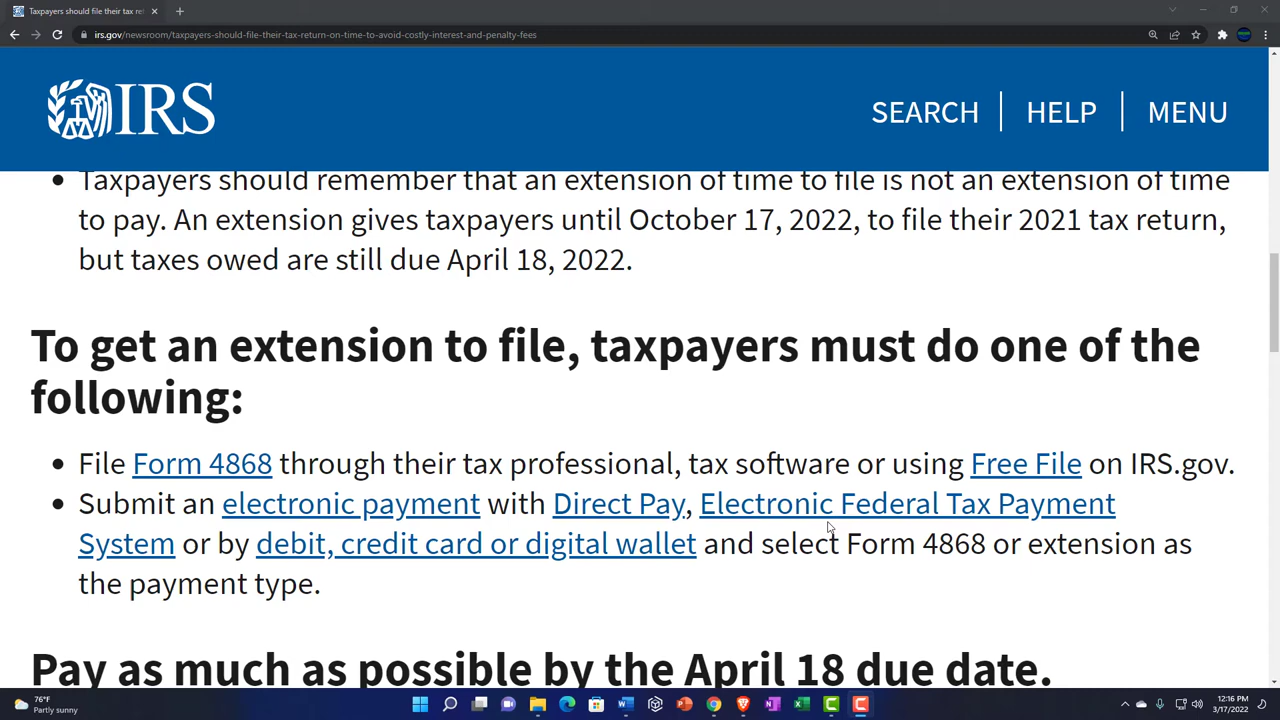 Taxpayers should file their tax re
irs.gov/newsroom/taxpayers-should-file-their-tax-return-on-time-to-avoid-costly-interest-and-penalty-fees
IRS
SEARCH
HELP
MENU
Taxpayers should remember that an extension of time to file is not an extension of time
to pay. An extension gives taxpayers until October 17, 2022, to file their 2021 tax return,
but taxes owed are still due April 18, 2022.
To get an extension to file, taxpayers must do one of the
following:
File Form 4868 through their tax professional, tax software or using Free File on IRS.gov.
Submit an electronic payment with Direct Pay, Electronic Federal Tax Payment
System or by debit, credit card or digital wallet and select Form 4868 or extension as
the payment type.
Pay as much as possible by the April 18 due date.
76°F
Partly sunny
12:16 PM
3/17/2022